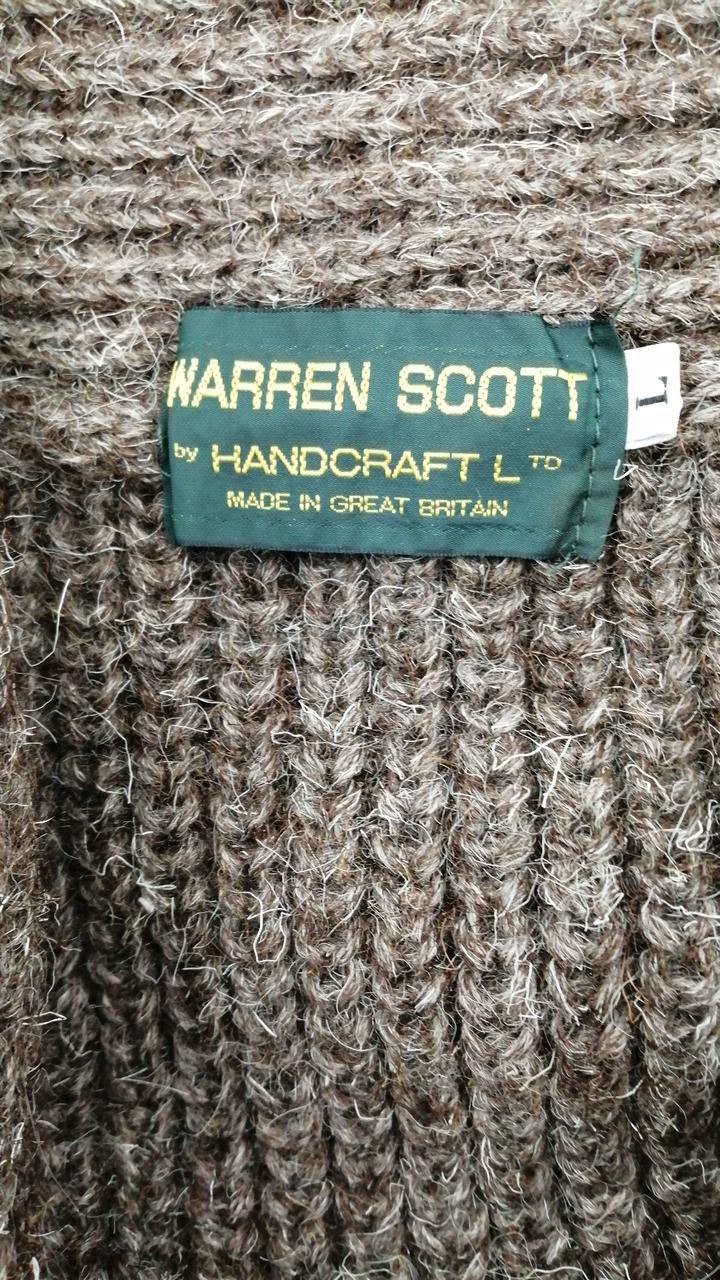 WARREN SCOTT
by HANDCRAFT LTD
MADE IN GREAT BRITAIN
L